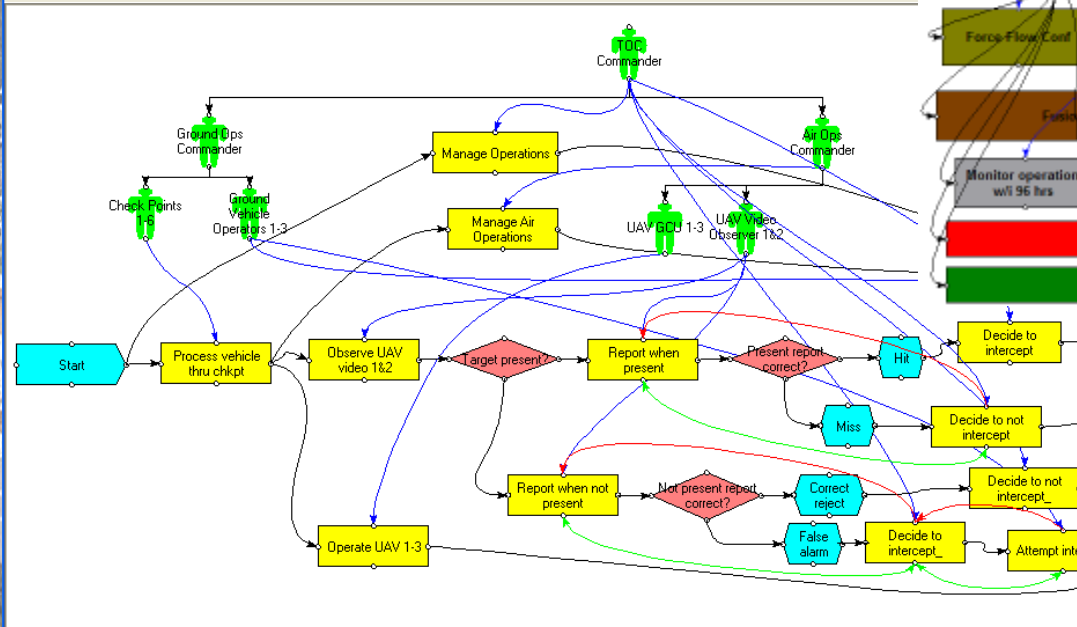 TOC
Commander
Force Flow Conf
Fusio
Ground Ops
Commander
Manage Operations
Air Ops
Commander
Monitor operation
w/i 96 hrs
Check Points
1-6
Ground
Vehicle
Operators 1-3
Manage Air
Operations
UAV GCU 1-3
UAV Video
Observer 1&2
Start
Process vehicle
thru chkpt
Observe UAV
video 1&2
Target present?
Report when
present
Present report
correct?
Hit
Decide to
intercept
Miss
Decide to not
intercept
Report when not
present
Not present report
correct?
Correct
reject
Decide to not
intercept_
Operate UAV 1-3
False
alarm
Decide to
intercept_
Attempt inte